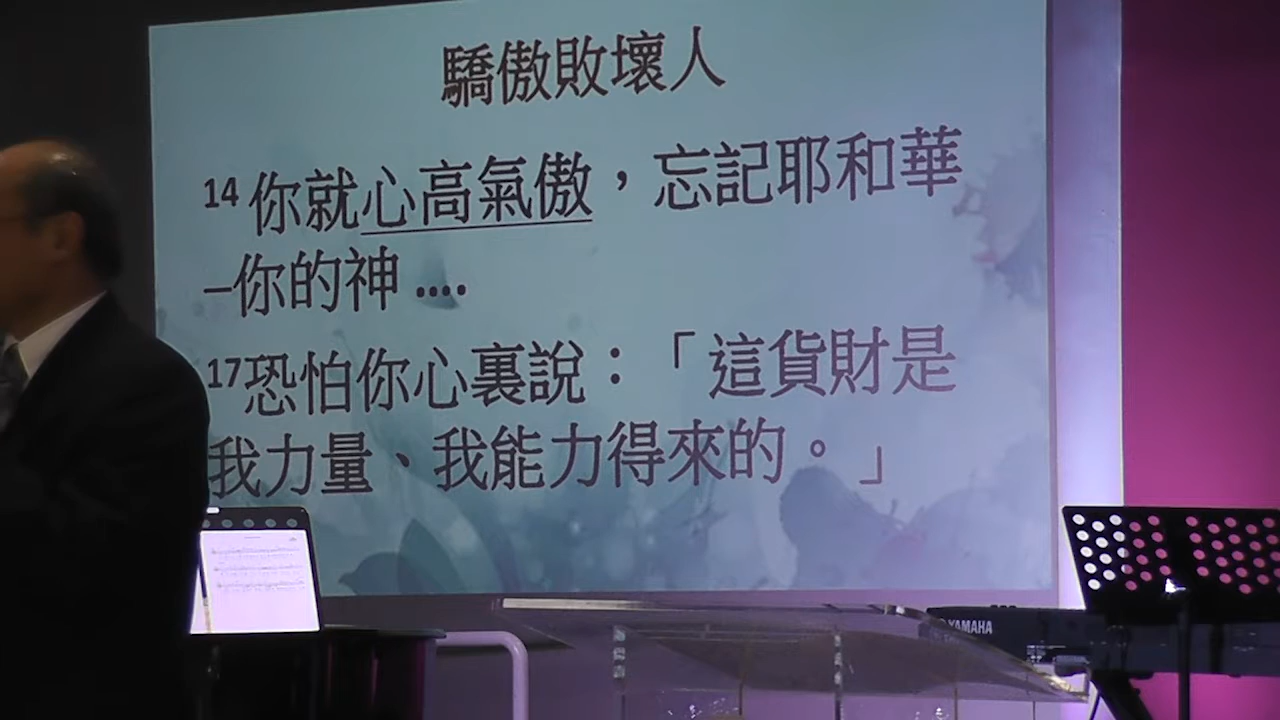 驕傲敗壞人
14 你就心高氣傲，忘記耶和華
–你的神 ....
17恐怕你心裏說：「這貨財是
我力量、我能力得來的。」
YAMAHA